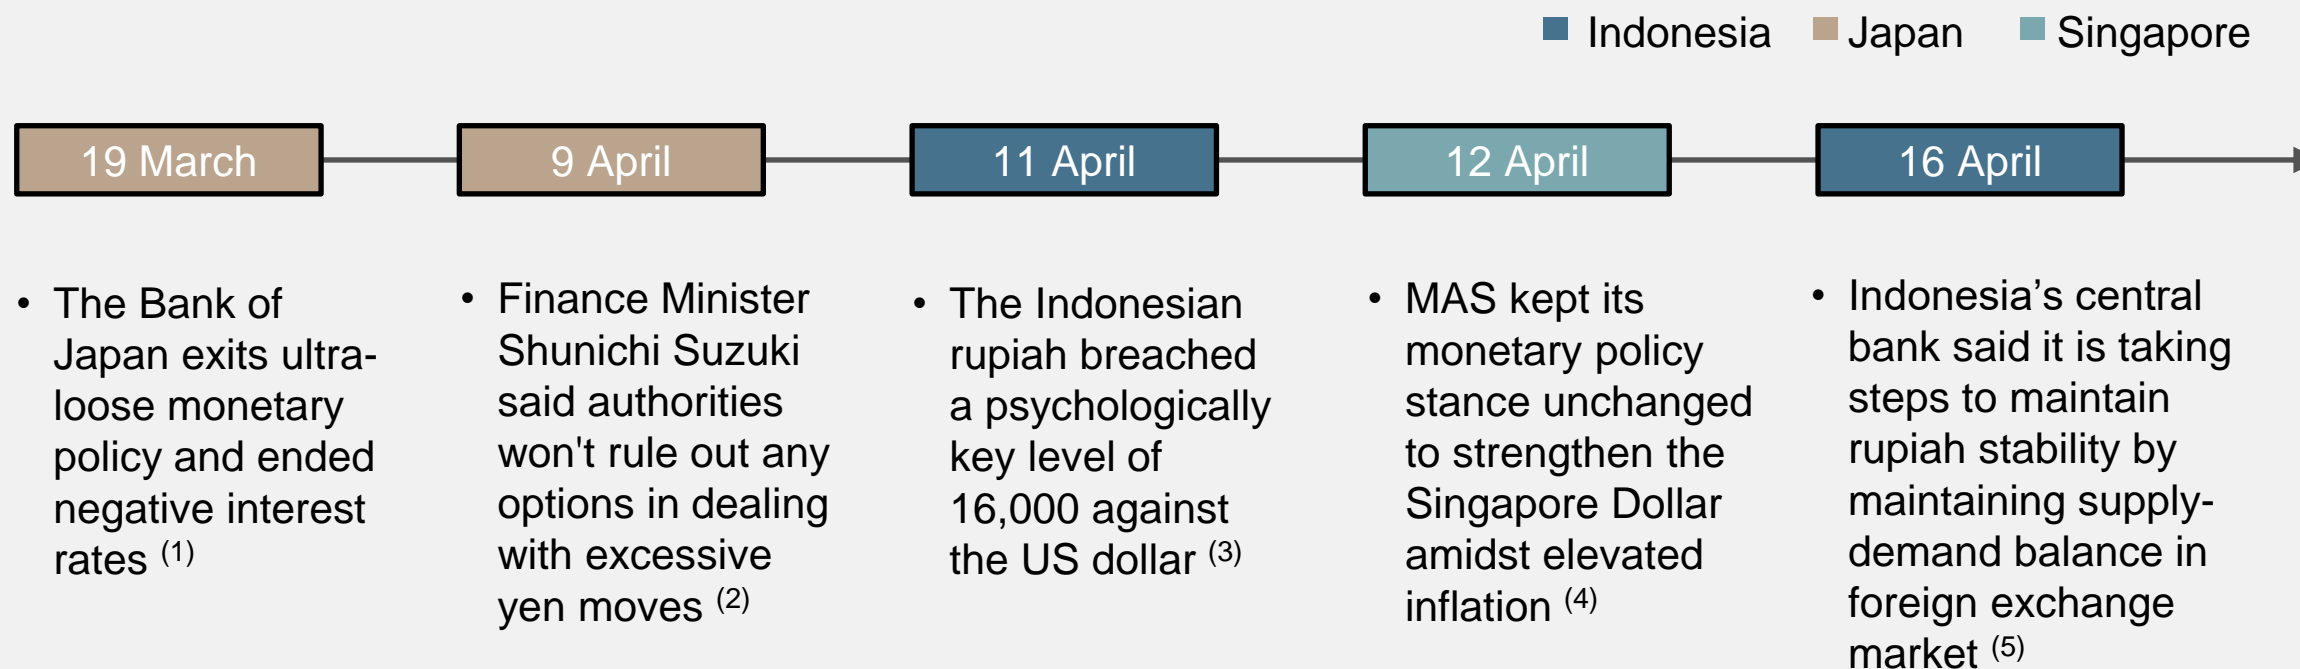 Indonesia
Japan
Singapore
19 March
9 April
11 April
12 April
16 April
• The Bank of
Japan exits ultra-
loose monetary
policy and ended
negative interest
rates (1)
• Finance Minister
Shunichi Suzuki
said authorities
won't rule out any
options in dealing
with excessive
yen moves (2)
• The Indonesian
rupiah breached
a psychologically
key level of
16,000 against
the US dollar (3)
• MAS kept its
monetary policy
stance unchanged
to strengthen the
Singapore Dollar
amidst elevated
inflation (4)
• Indonesia’s central
bank said it is taking
steps to maintain
rupiah stability by
maintaining supply-
demand balance in
foreign exchange
market (5)